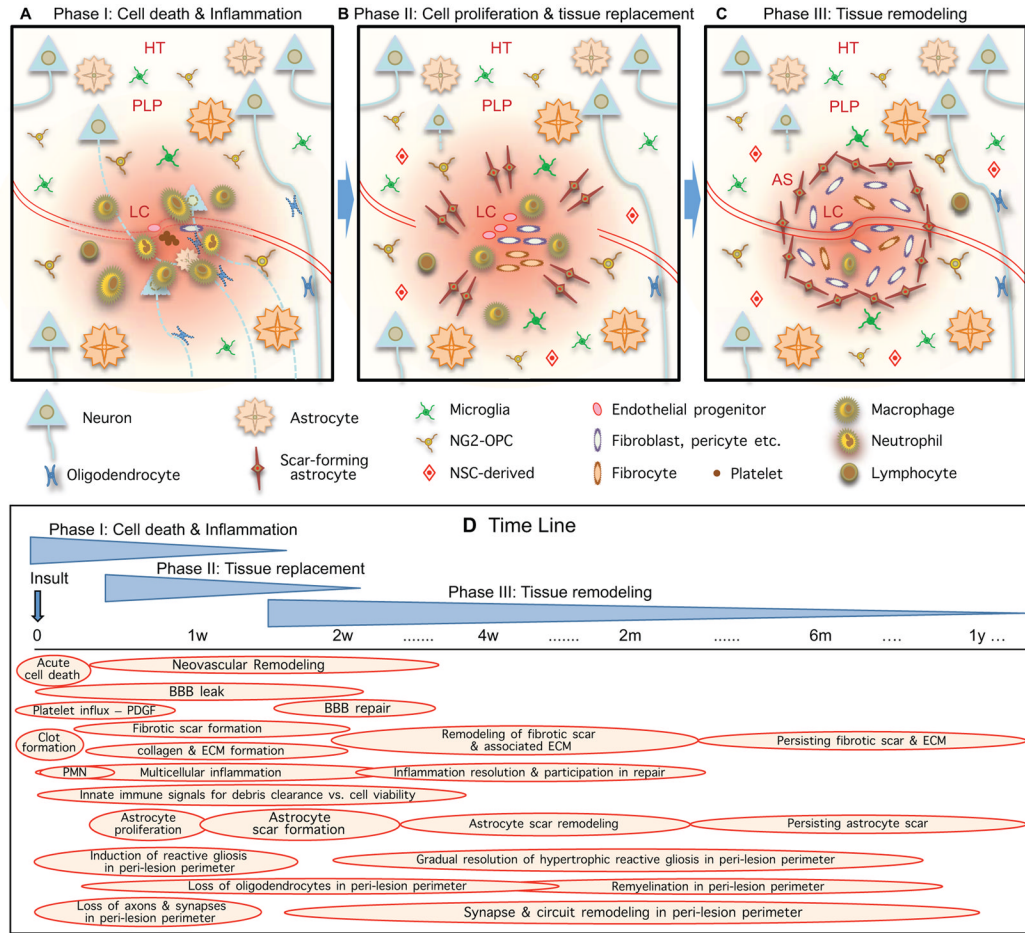 A Phase I: Cell death & Inflammation
B Phase II: Cell proliferation & tissue replacement
C Phase III: Tissue remodeling
HT
PLP
LC
HT
PLP
LC
HT
PLP
AS
LC
Neuron
Astrocyte
Microglia
Endothelial progenitor
Macrophage
NG2-OPC
Fibroblast, pericyte etc.
Neutrophil
Oligodendrocyte
Scar-forming
astrocyte
NSC-derived
Fibrocyte
Platelet
Lymphocyte
D Time Line
Phase I: Cell death & Inflammation
Phase II: Tissue replacement
Insult
Phase III: Tissue remodeling
0 1w 2w ....... 4w ....... 2m ...... 6m .... 1y ...
Acute
cell death
Neovascular Remodeling
BBB leak
Platelet influx – PDGF
BBB repair
Clot
formation
Fibrotic scar formation
collagen & ECM formation
Remodeling of fibrotic scar
& associated ECM
Persisting fibrotic scar & ECM
PMN
Multicellular inflammation
Inflammation resolution & participation in repair
Innate immune signals for debris clearance vs. cell viability
Astrocyte
proliferation
Astrocyte
scar formation
Astrocyte scar remodeling
Persisting astrocyte scar
Induction of reactive gliosis
in peri-lesion perimeter
Gradual resolution of hypertrophic reactive gliosis in peri-lesion perimeter
Loss of oligodendrocytes in peri-lesion perimeter
Remyelination in peri-lesion perimeter
Loss of axons & synapses
in peri-lesion perimeter
Synapse & circuit remodeling in peri-lesion perimeter